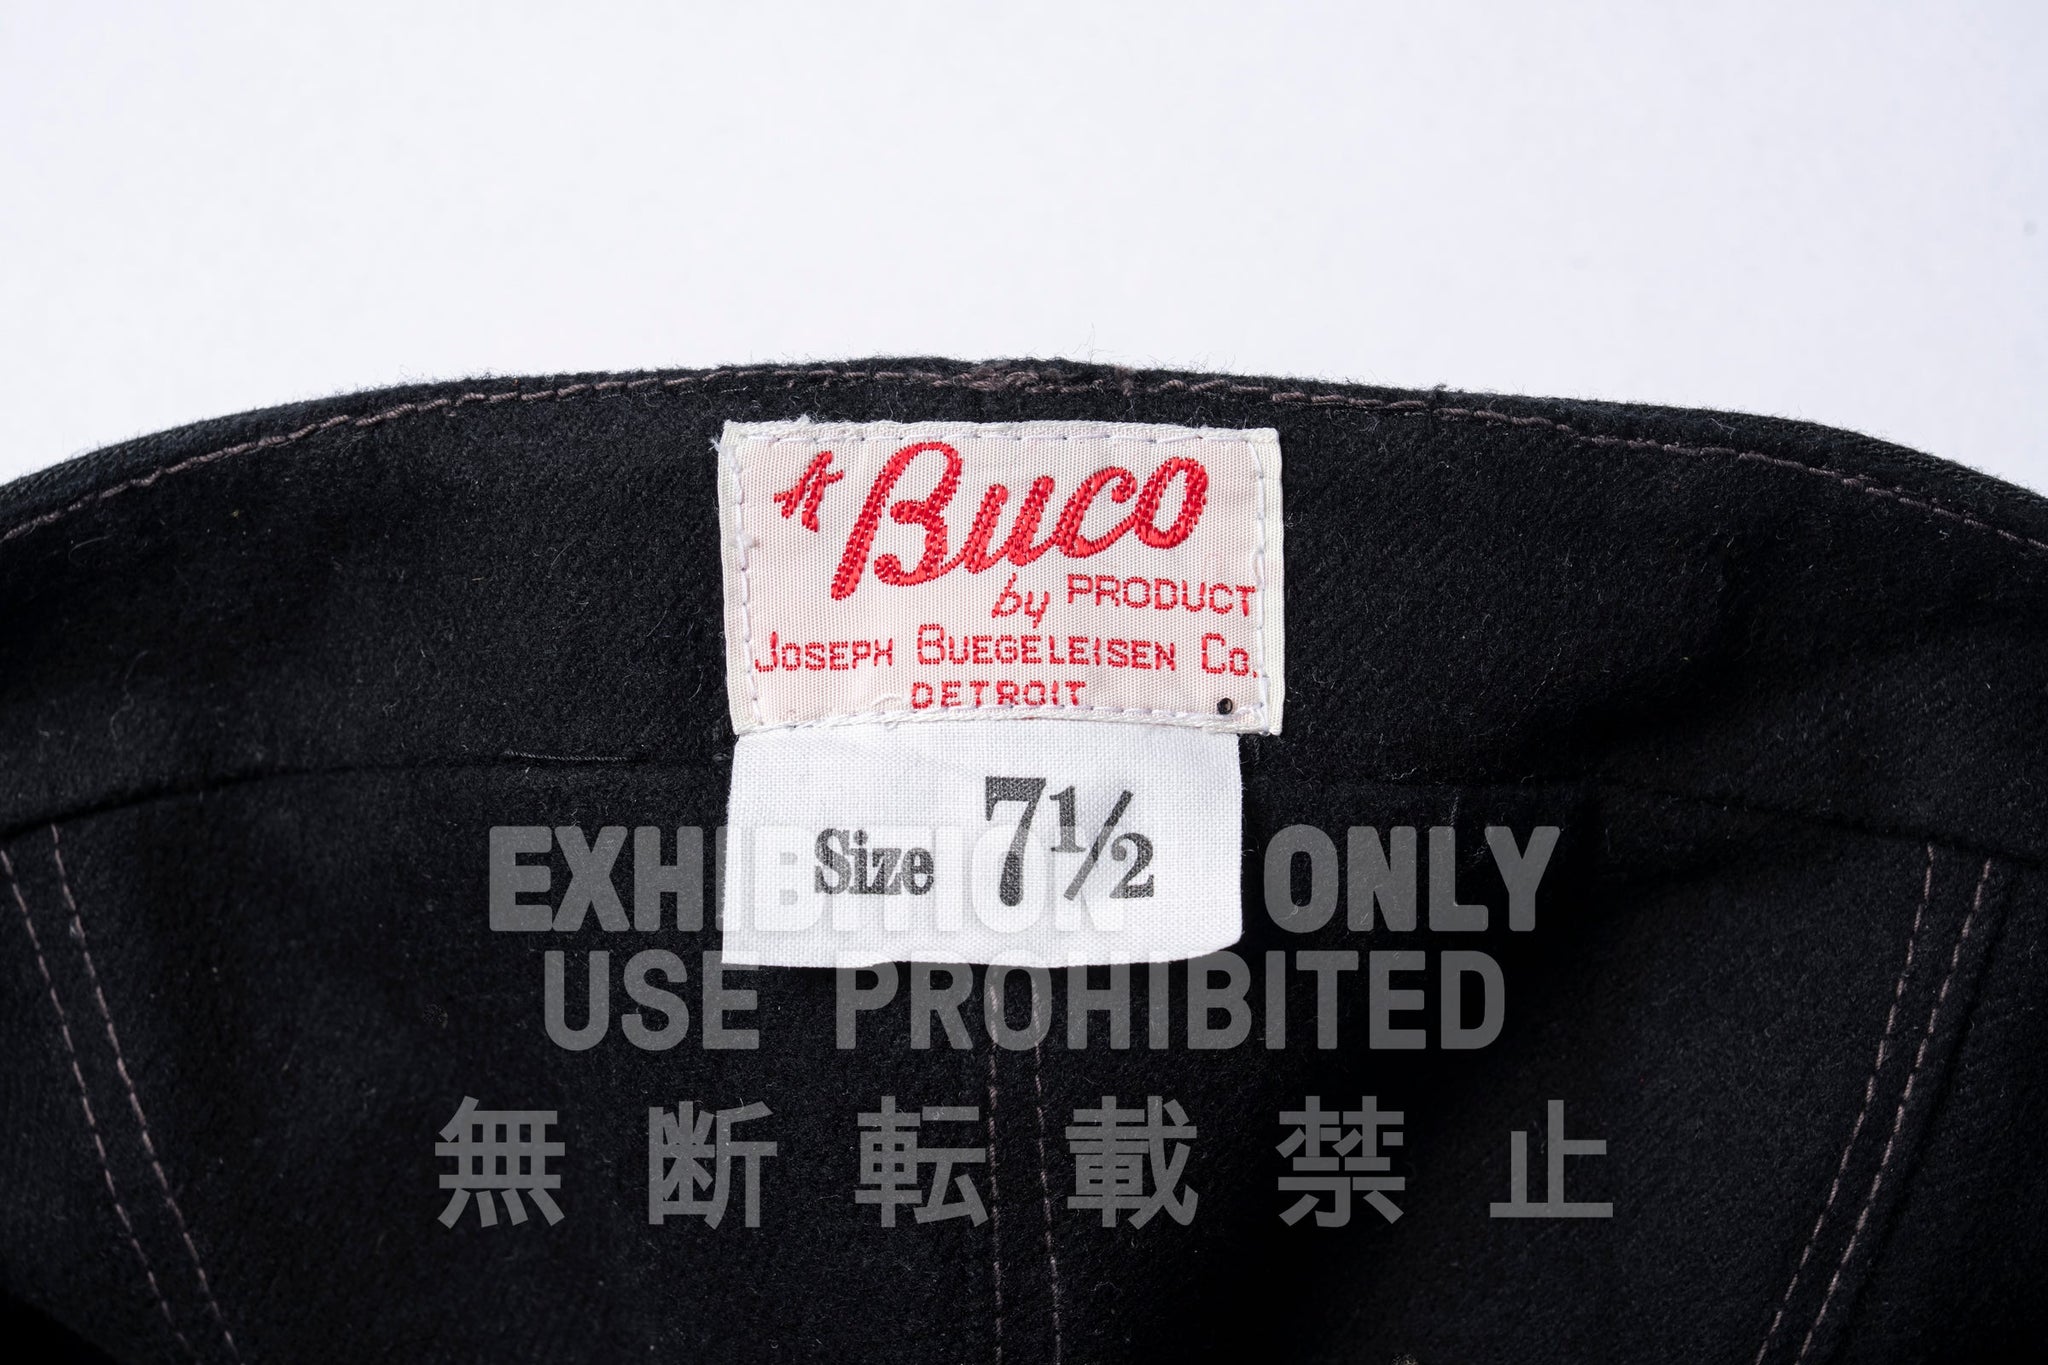 A Buco
PRODUCT
by
JOSEPH BUEGELEISEN CO.
DETROIT
Size 7½
EXHIBITION ONLY
USE PROHIBITED
無断転載禁止